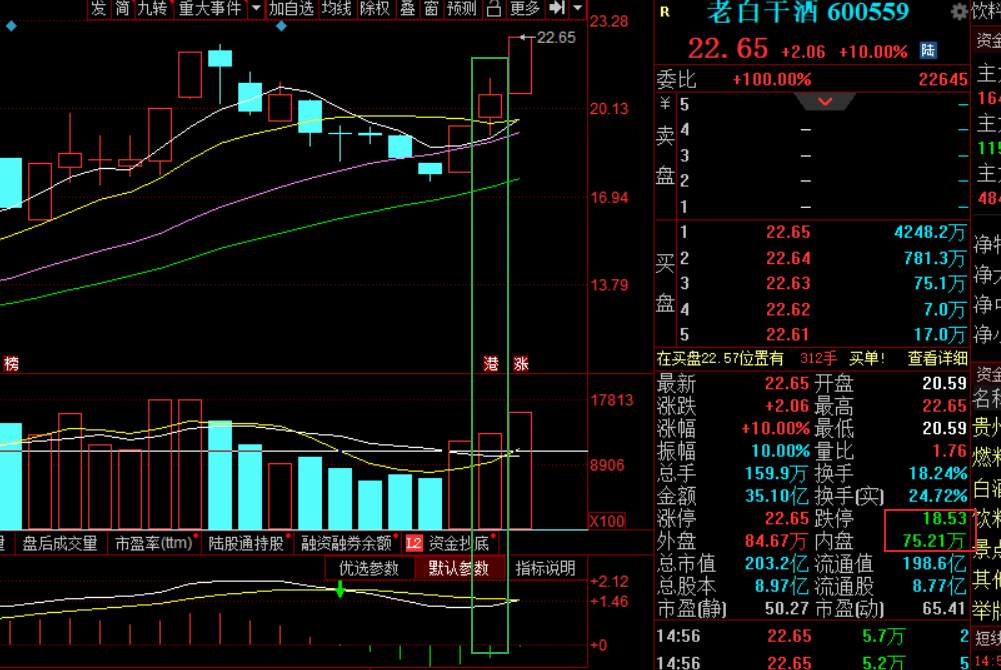 发 简 九转 重大事件 加自选 均线 除权 叠 窗 预测 更多
R 老白干酒 600559
22.65 +2.06 +10.00% 陆
委比 +100.00% 22645
卖盘
¥ 5 –
4 – –
3 – –
2 – –
1 – –
买盘
1 22.65 4248.2万
2 22.64 781.3万
3 22.63 75.1万
4 22.62 7.0万
5 22.61 17.0万
在买盘22.57位置有 312手 买单! 查看详细
最新 22.65 开盘 20.59
涨跌 +2.06 最高 22.65
涨幅 +10.00% 最低 20.59
振幅 10.00% 量比 1.76
总手 159.9万 换手 18.24%
金额 35.10亿 换手(实) 24.72%
涨停 22.65 跌停 18.53
外盘 84.67万 内盘 75.21万
总市值 203.2亿 流通值 198.6亿
总股本 8.97亿 流通股 8.77亿
市盈(静) 50.27 市盈(动) 65.41
14:56 22.65 5.7万 2
14:56 22.65 5.2万 5
23.28
22.65
20.13
16.94
13.79
榜 港 涨
17813
8906
X100
量 盘后成交量 市盈率(ttm) 陆股通持股 融资融券余额 L2 资金抄底
优选参数 默认参数 指标说明
+2.12
+1.46
+0
饮料
资金
主
164
主
115
主
484
净特
净大
净中
净小
资金
名称
贵州
燃料
白酒
饮料
景点
其他
举牌
短线
14:5